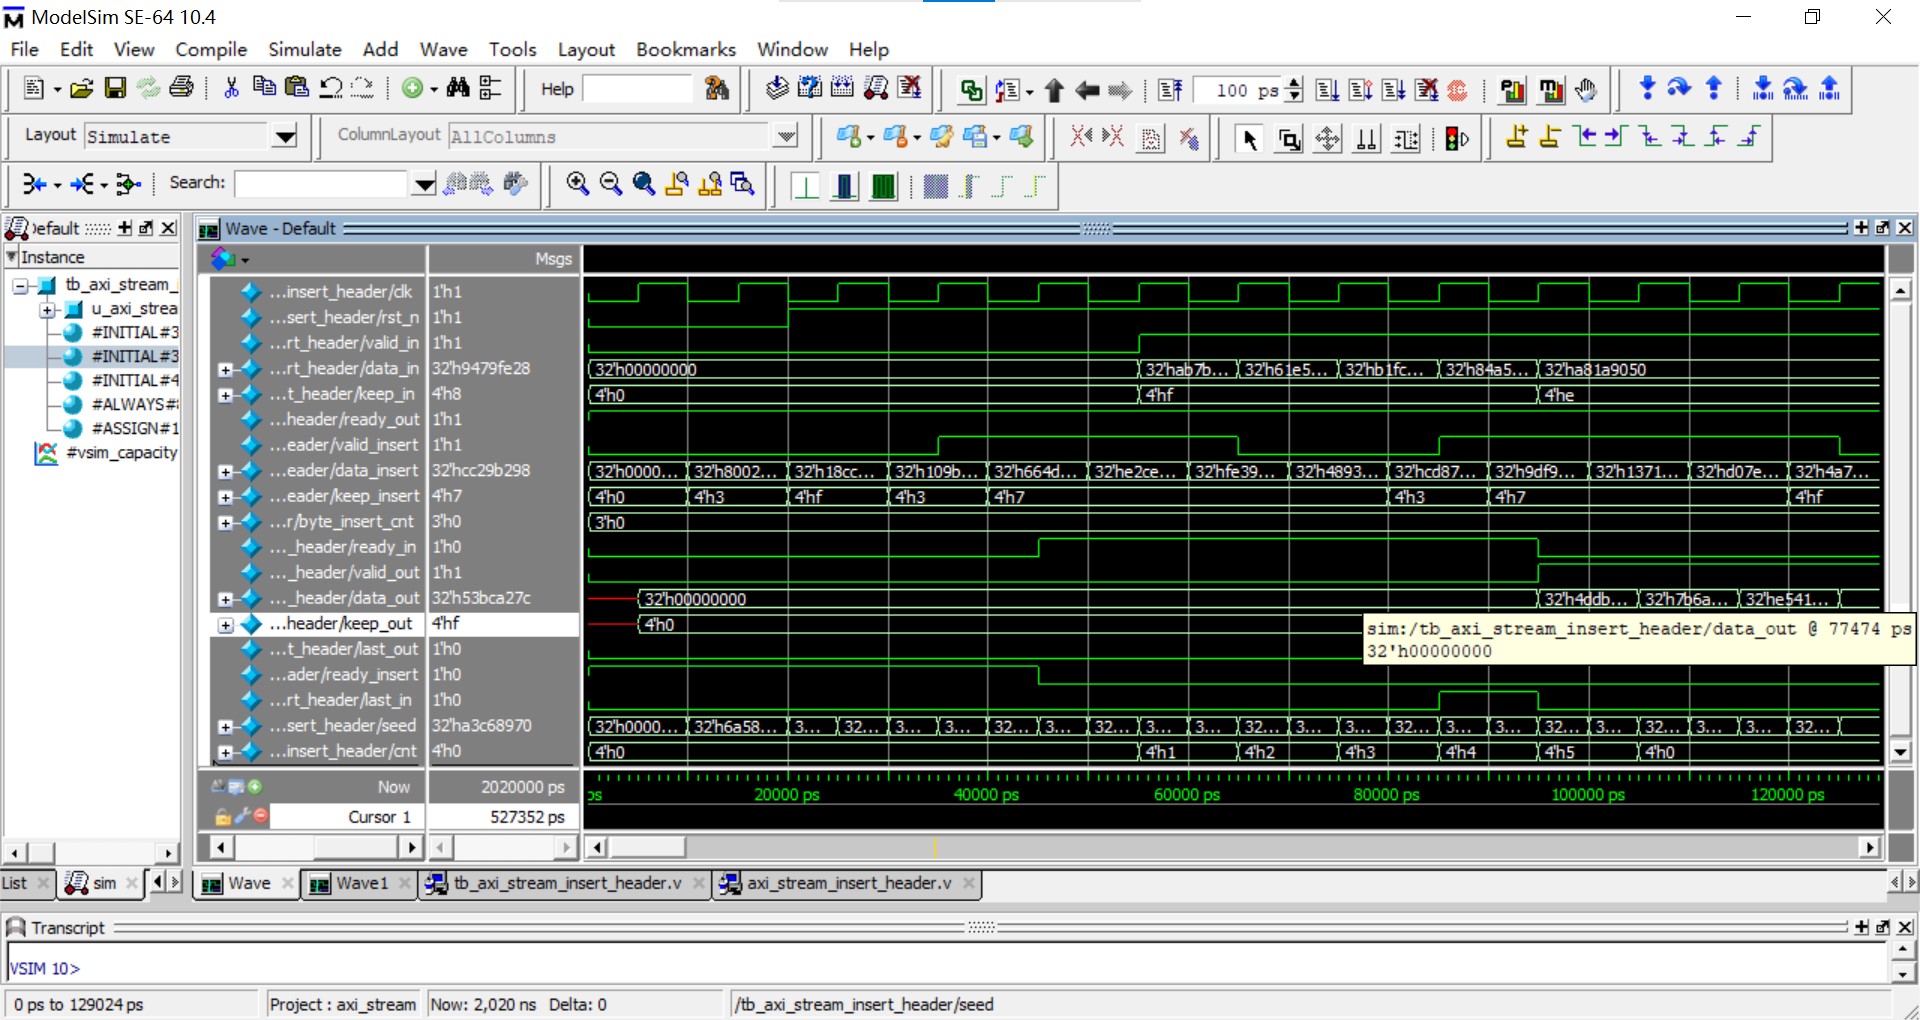 ModelSim SE-64 10.4
File Edit View Compile Simulate Add Wave Tools Layout Bookmarks Window Help
Help 100 ps
Layout Simulate ColumnLayout AllColumns
Search:
Default Wave - Default
Instance Msgs
tb_axi_stream_
u_axi_strea
#INITIAL#3
#INITIAL#3
#INITIAL#4
#ALWAYS#
#ASSIGN#1
#vsim_capacity
...insert_header/clk 1'h1
...sert_header/rst_n 1'h1
...rt_header/valid_in 1'h1
...rt_header/data_in 32'h9479fe28 32'h00000000 32'hab7b... 32'h61e5... 32'hb1fc... 32'h84a5... 32'ha81a9050
...t_header/keep_in 4'h8 4'h0 4'hf 4'he
...header/ready_out 1'h1
...eader/valid_insert 1'h1
...eader/data_insert 32'hcc29b298 32'h0000... 32'h8002... 32'h18cc... 32'h109b... 32'h664d... 32'he2ce... 32'hfe39... 32'h4893... 32'hcd87... 32'h9df9... 32'h1371... 32'hd07e... 32'h4a7...
...eader/keep_insert 4'h7 4'h0 4'h3 4'hf 4'h3 4'h7 4'h3 4'h7 4'hf
...r/byte_insert_cnt 3'h0 3'h0
..._header/ready_in 1'h0
..._header/valid_out 1'h1
..._header/data_out 32'h53bca27c 32'h00000000 32'h4ddb... 32'h7b6a... 32'he541...
...header/keep_out 4'hf 4'h0
sim:/tb_axi_stream_insert_header/data_out @ 77474 ps
32'h00000000
...t_header/last_out 1'h0
...ader/ready_insert 1'h0
...rt_header/last_in 1'h0
...sert_header/seed 32'ha3c68970 32'h0000... 32'h6a58... 3... 32... 3... 3... 32... 3... 32... 3... 3... 32... 3... 3... 32... 3... 32... 3... 32... 3... 32...
...insert_header/cnt 4'h0 4'h0 4'h1 4'h2 4'h3 4'h4 4'h5 4'h0
Now 2020000 ps ps 20000 ps 40000 ps 60000 ps 80000 ps 100000 ps 120000 ps
Cursor 1 527352 ps
List sim Wave Wave1 tb_axi_stream_insert_header.v axi_stream_insert_header.v
Transcript
VSIM 10>
0 ps to 129024 ps Project : axi_stream Now: 2,020 ns Delta: 0 /tb_axi_stream_insert_header/seed